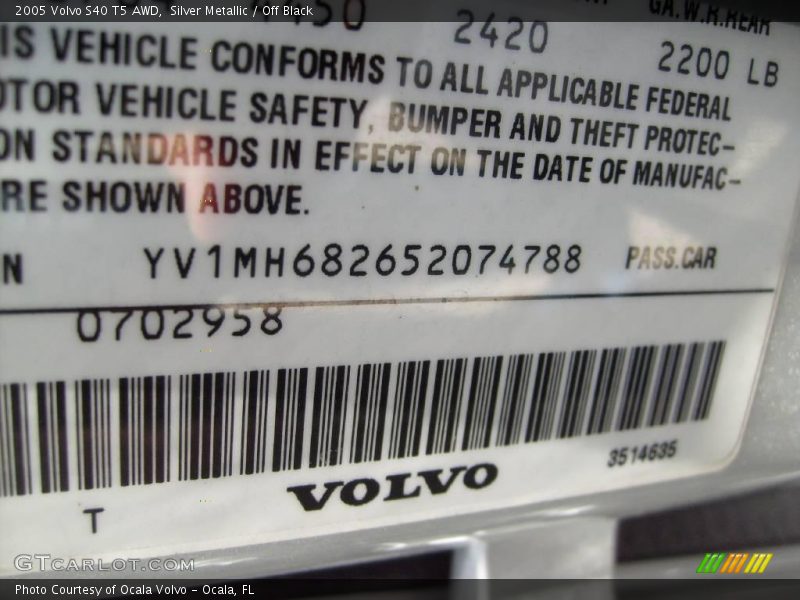 2005 Volvo S40 T5 AWD, Silver Metallic / Off Black
GA.W.R.REAR
2420
2200 LB
IS VEHICLE CONFORMS TO ALL APPLICABLE FEDERAL
OTOR VEHICLE SAFETY, BUMPER AND THEFT PROTEC-
ON STANDARDS IN EFFECT ON THE DATE OF MANUFAC-
RE SHOWN ABOVE.
N YV1MH682652074788 PASS.CAR
0702958
3514635
VOLVO
T
GTCARLOT.COM
Photo Courtesy of Ocala Volvo - Ocala, FL